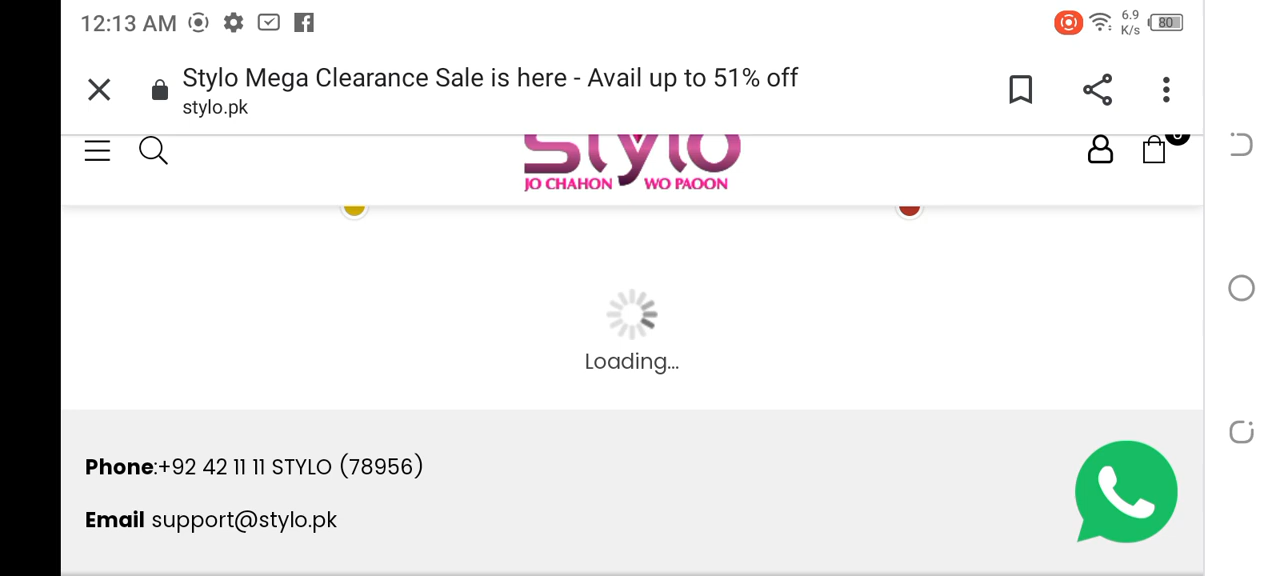 12:13 AM
6.9
K/s
80
Stylo Mega Clearance Sale is here - Avail up to 51% off
stylo.pk
Stylo
JO CHAHON WO PAOON
Loading...
Phone:+92 42 11 11 STYLO (78956)
Email support@stylo.pk